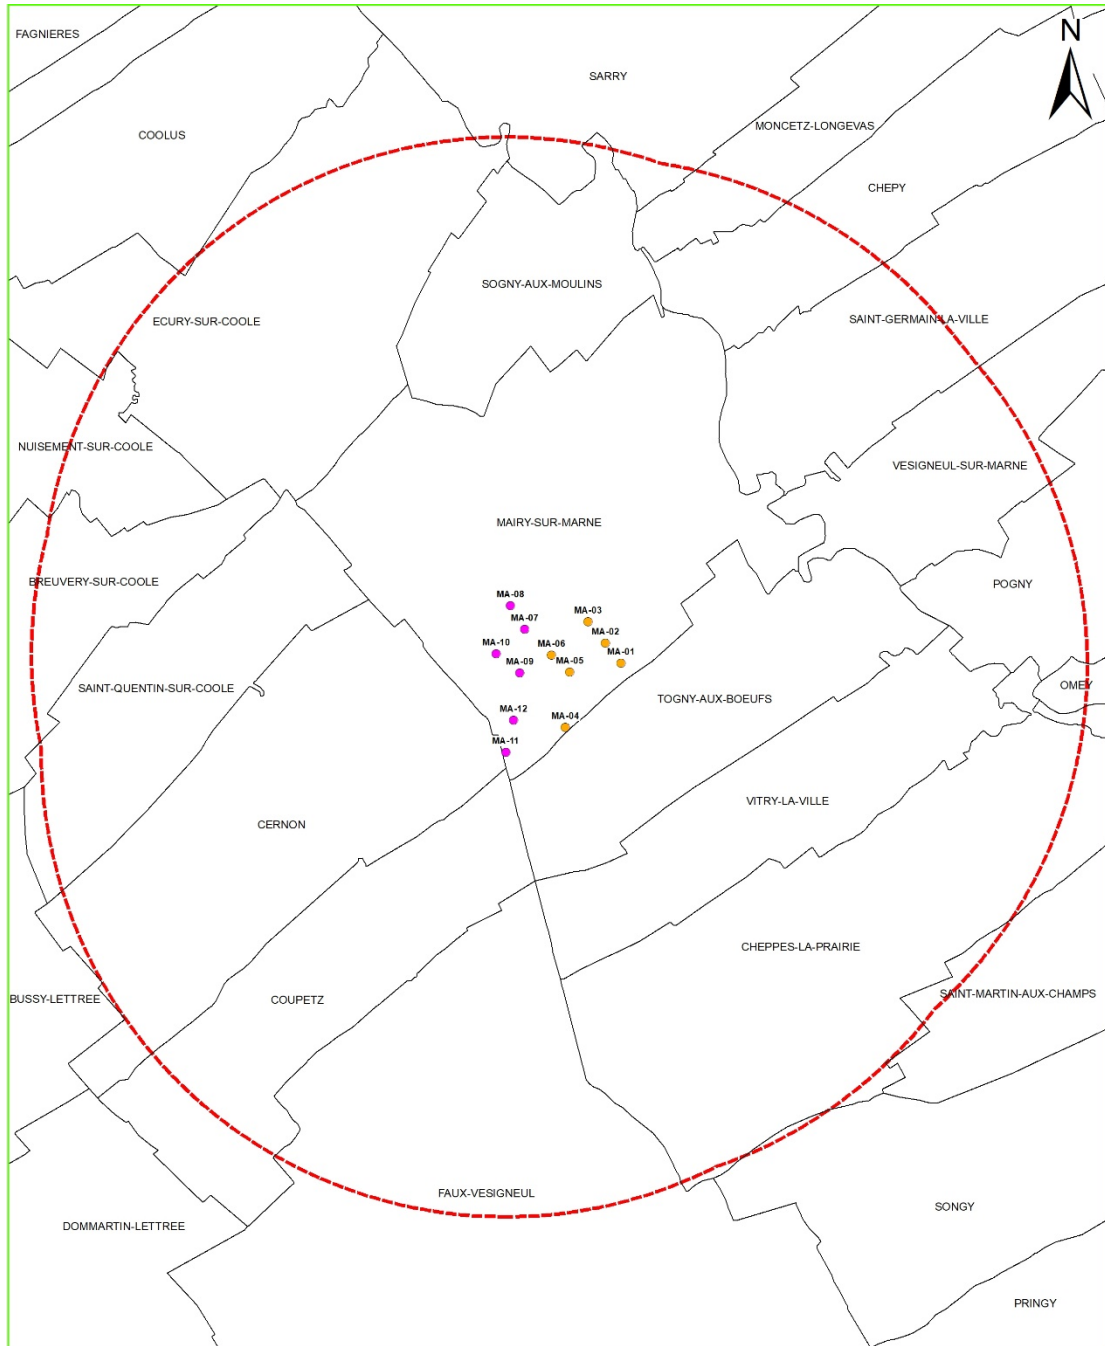 FAGNIERES
N
SARRY
MONCETZ-LONGEVAS
COOLUS
CHEPY
SOGNY-AUX-MOULINS
ECURY-SUR-COOLE
SAINT-GERMAIN-LA-VILLE
NUISEMENT-SUR-COOLE
VESIGNEUL-SUR-MARNE
MAIRY-SUR-MARNE
BREUVERY-SUR-COOLE
POGNY
MA-08
MA-03
MA-07
MA-02
MA-10
MA-06
MA-01
MA-09
MA-05
SAINT-QUENTIN-SUR-COOLE
OMEY
TOGNY-AUX-BOEUFS
MA-12
MA-04
MA-11
VITRY-LA-VILLE
CERNON
CHEPPES-LA-PRAIRIE
SAINT-MARTIN-AUX-CHAMPS
BUSSY-LETTREE
COUPETZ
FAUX-VESIGNEUL
SONGY
DOMMARTIN-LETTREE
PRINGY